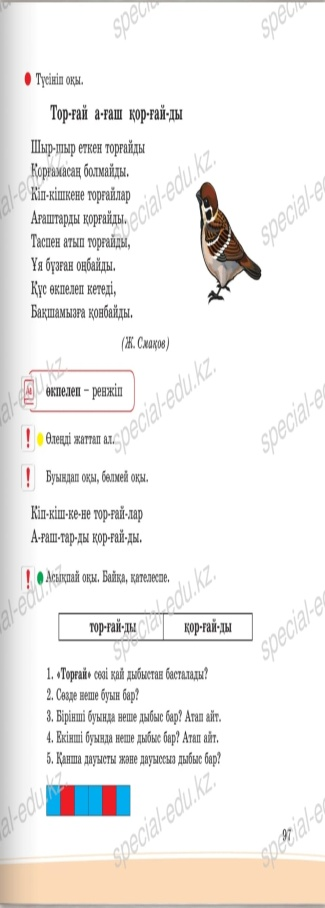 Түсініп оқы.
Тор-ғай а-ғаш қор-ғай-ды
Шыр-шыр еткен торғайды
Қорғамасаң болмайды.
Кіп-кішкене торғайлар
Ағаштарды қорғайды.
Таспен атып торғайды,
Ұя бұзған оңбайды.
Құс өкпелеп кетеді,
Бақшамызға қонбайды.
(Ж. Смақов)
өкпелеп – ренжіп
Өлеңді жаттап ал.
Буындап оқы, бөлмей оқы.
Кіп-кіш-ке-не тор-ғай-лар
А-ғаш-тар-ды қор-ғай-ды.
Асықпай оқы. Байқа, қателеспе.
тор-ғай-ды қор-ғай-ды
1. «Торғай» сөзі қай дыбыстан басталады?
2. Сөзде неше буын бар?
3. Бірінші буында неше дыбыс бар? Атап айт.
4. Екінші буында неше дыбыс бар? Атап айт.
5. Қанша дауысты және дауыссыз дыбыс бар?
97
special-edu.kz.